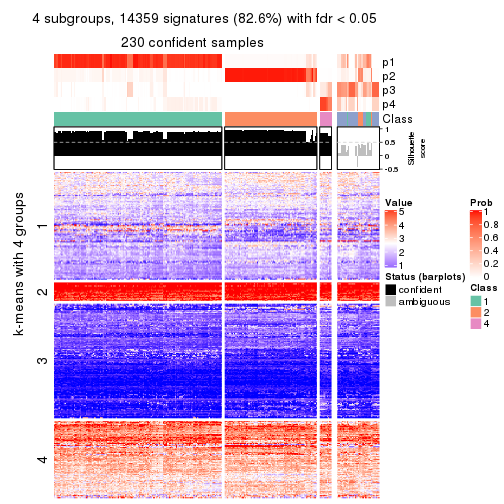 4 subgroups, 14359 signatures (82.6%) with fdr < 0.05
230 confident samples
p1
p2
p3
p4
Class
1
0.5
0
-0.5
Silhouette
score
k-means with 4 groups
1
2
3
4
Value
5
4
3
2
1
Status (barplots)
confident
ambiguous
Prob
1
0.8
0.6
0.4
0.2
0
Class
1
2
4